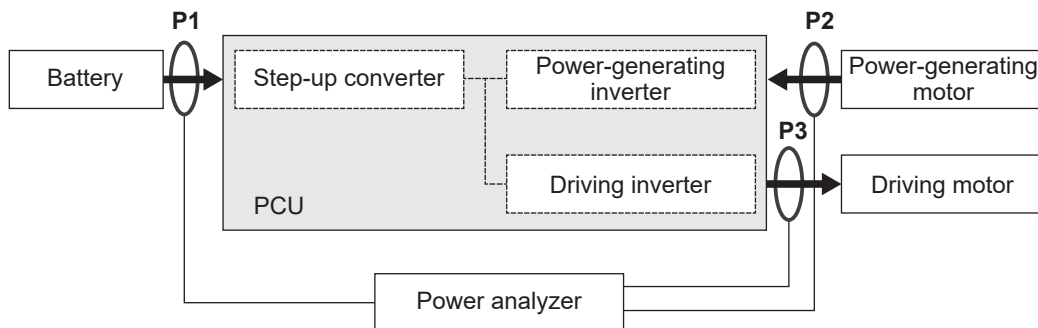 P1
P2
Battery
Step-up converter
Power-generating
inverter
Power-generating
motor
P3
Driving inverter
Driving motor
PCU
Power analyzer